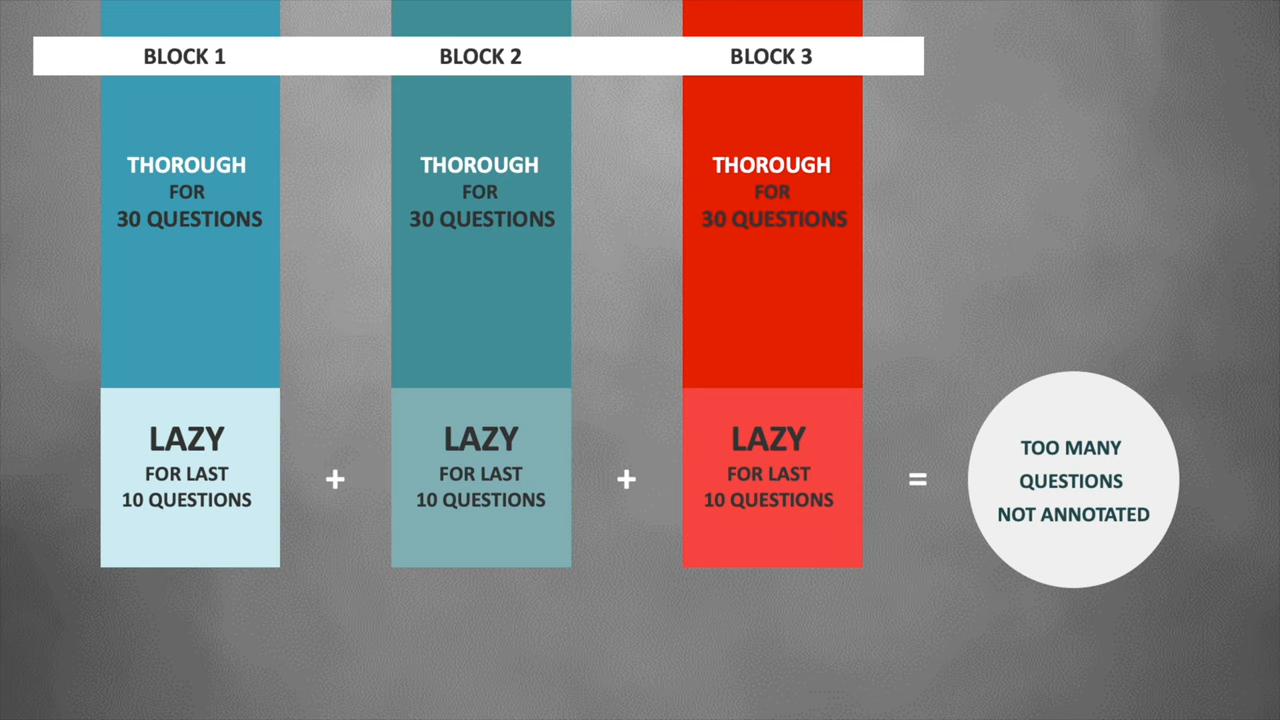 BLOCK 1
BLOCK 2
BLOCK 3
THOROUGH
FOR
30 QUESTIONS
THOROUGH
FOR
30 QUESTIONS
THOROUGH
FOR
30 QUESTIONS
LAZY
FOR LAST
10 QUESTIONS
+
LAZY
FOR LAST
10 QUESTIONS
+
LAZY
FOR LAST
10 QUESTIONS
=
TOO MANY
QUESTIONS
NOT ANNOTATED